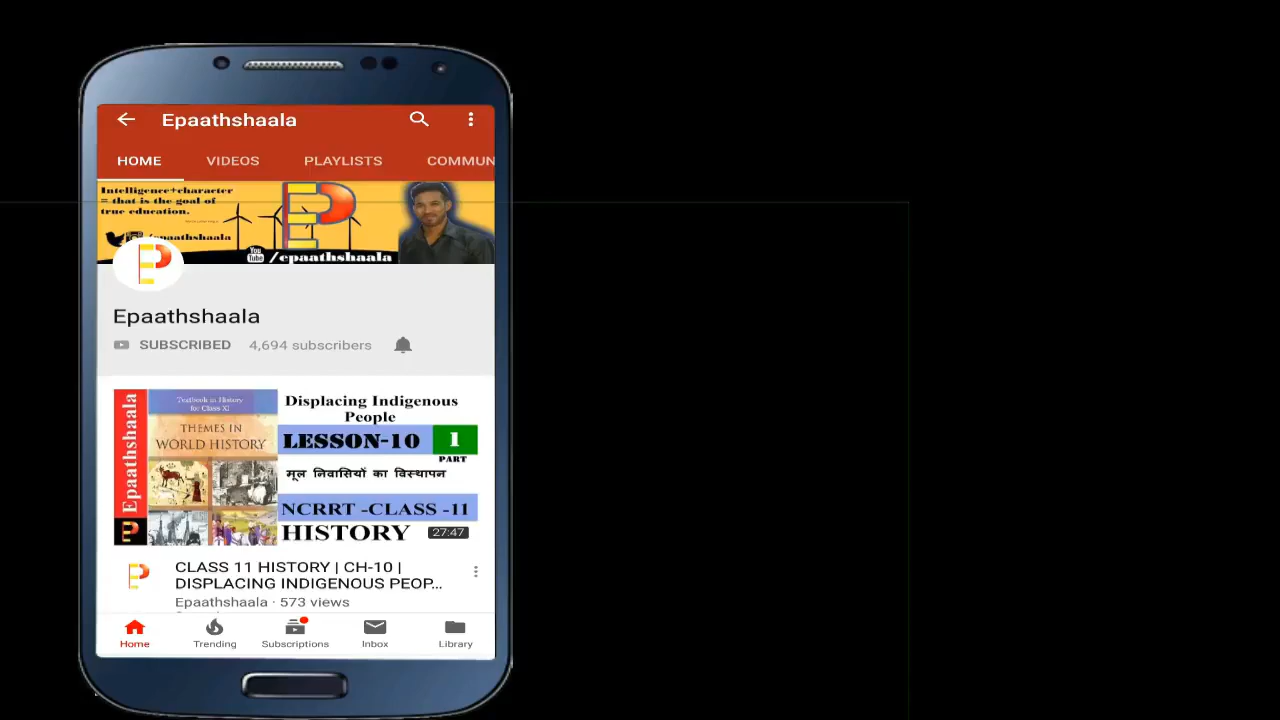 Epaathshaala
HOME VIDEOS PLAYLISTS COMMUN
Intelligence+character
= that is the goal of
true education.
/epaathshaala
You
Tube /epaathshaala
Epaathshaala
SUBSCRIBED 4,694 subscribers
Epaathshaala
Textbook in History
for Class XI
THEMES IN
WORLD HISTORY
Displacing Indigenous
People
LESSON-10 1
PART
मूल निवासियों का विस्थापन
NCRRT -CLASS -11
HISTORY 27:47
CLASS 11 HISTORY | CH-10 |
DISPLACING INDIGENOUS PEOP...
Epaathshaala · 573 views
Home Trending Subscriptions Inbox Library